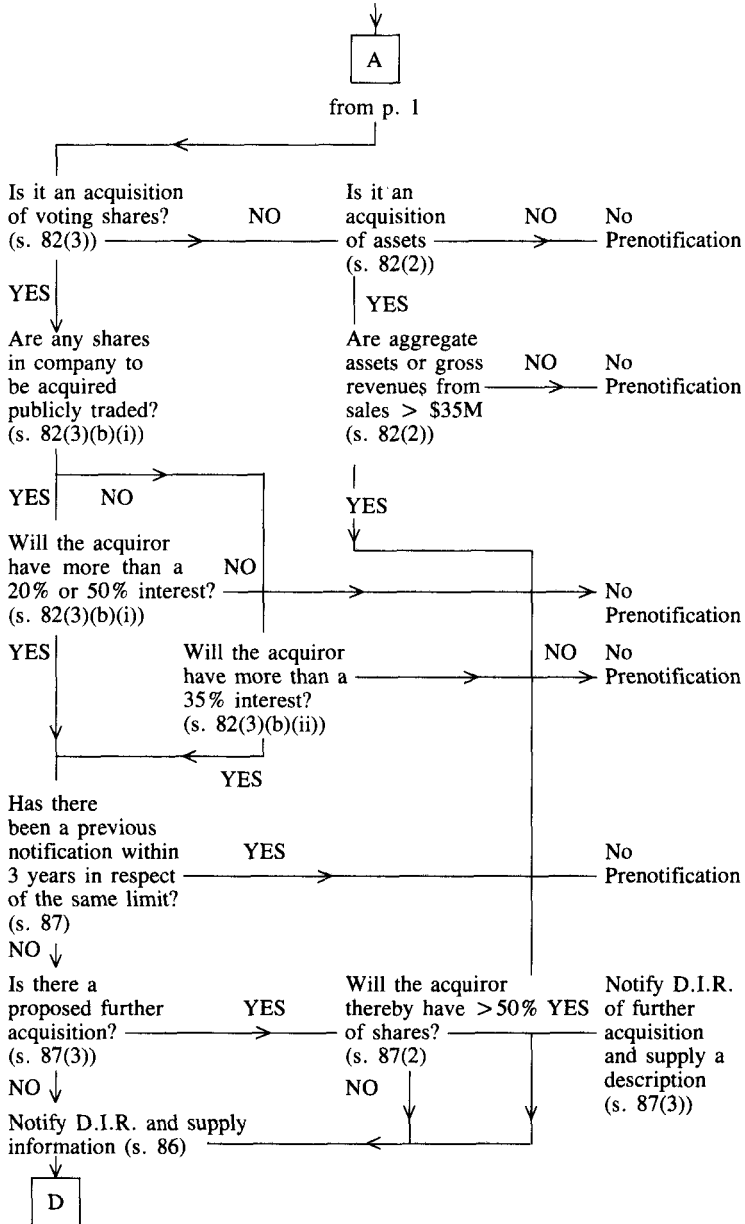 A
from p. 1
Is it an acquisition
of voting shares?
(s. 82(3))
NO
Is it an
acquisition
of assets
(s. 82(2))
NO
No
Prenotification
YES
YES
Are any shares
in company to
be acquired
publicly traded?
(s. 82(3)(b)(i))
Are aggregate
assets or gross
revenues from
sales > $35M
(s. 82(2))
NO
No
Prenotification
YES
NO
YES
Will the acquiror
have more than a
20% or 50% interest?
(s. 82(3)(b)(i))
NO
No
Prenotification
YES
Will the acquiror
have more than a
35% interest?
(s. 82(3)(b)(ii))
NO
No
Prenotification
YES
Has there
been a previous
notification within
3 years in respect
of the same limit?
(s. 87)
YES
No
Prenotification
NO
Is there a
proposed further
acquisition?
(s. 87(3))
YES
Will the acquiror
thereby have >50%
of shares?
(s. 87(2)
YES
Notify D.I.R.
of further
acquisition
and supply a
description
(s. 87(3))
NO
NO
Notify D.I.R. and supply
information (s. 86)
D